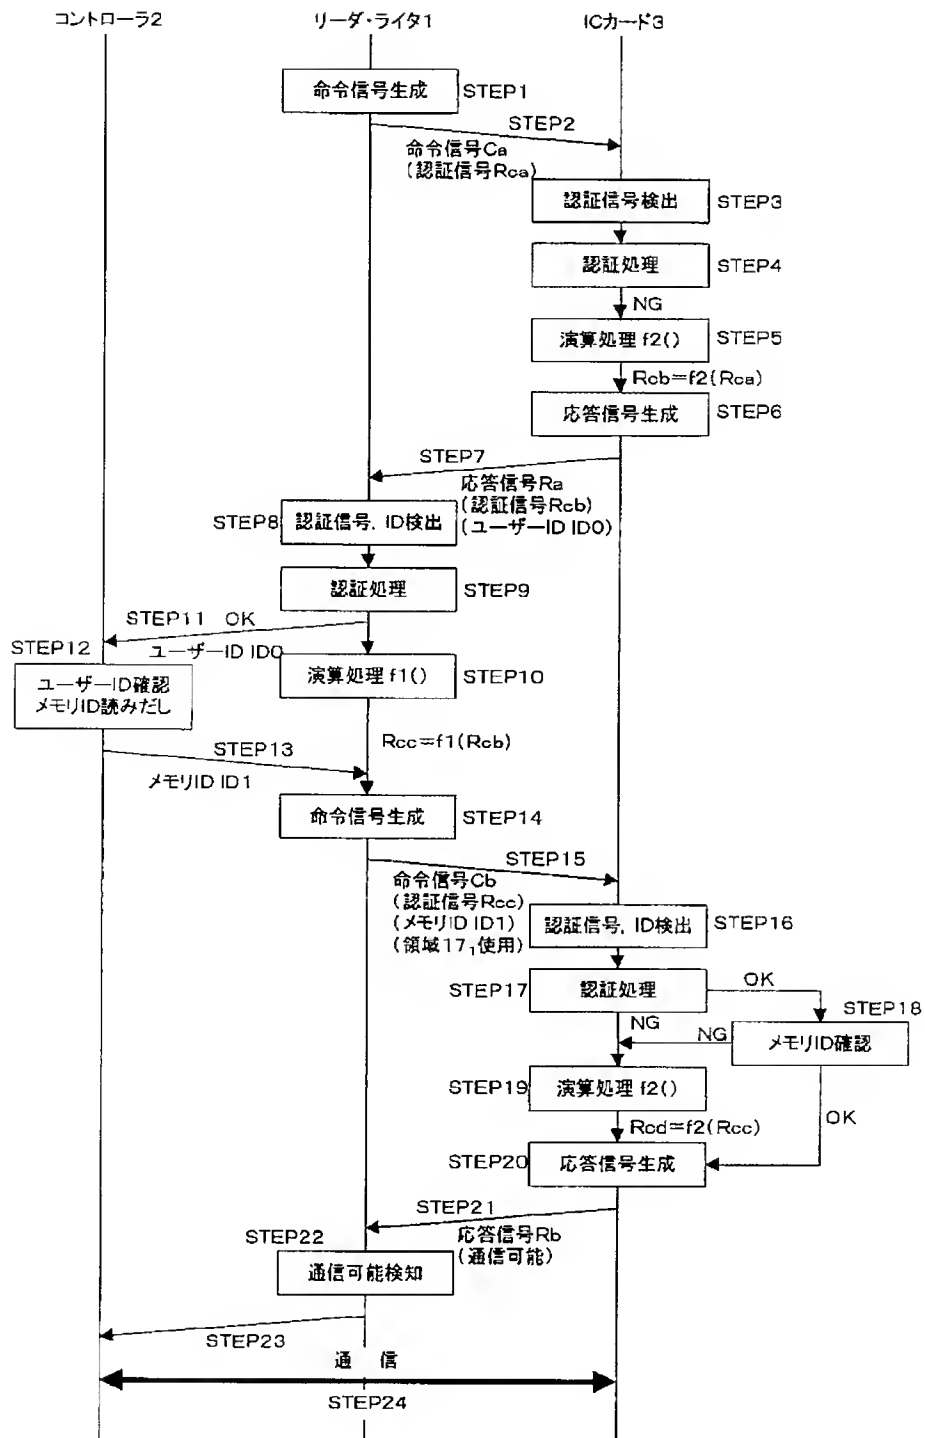 コントローラ2
リーダ・ライタ1
ICカード3
命令信号生成
STEP1
STEP2
命令信号Ca
(認証信号Rca)
認証信号検出
STEP3
認証処理
STEP4
NG
演算処理 f2()
STEP5
Rcb=f2(Rca)
応答信号生成
STEP6
STEP7
応答信号Ra
(認証信号Rcb)
(ユーザーID ID0)
STEP8
認証信号, ID検出
認証処理
STEP9
STEP11 OK
ユーザーID ID0
STEP12
ユーザーID確認
メモリID読みだし
演算処理 f1()
STEP10
Rcc=f1(Rcb)
STEP13
メモリID ID1
命令信号生成
STEP14
STEP15
命令信号Cb
(認証信号Rcc)
(メモリID ID1)
(領域17₁使用)
認証信号, ID検出
STEP16
STEP17
認証処理
OK
STEP18
NG
NG
メモリID確認
STEP19
演算処理 f2()
OK
Rcd=f2(Rcc)
STEP20
応答信号生成
STEP21
応答信号Rb
(通信可能)
STEP22
通信可能検知
STEP23
通 信
STEP24